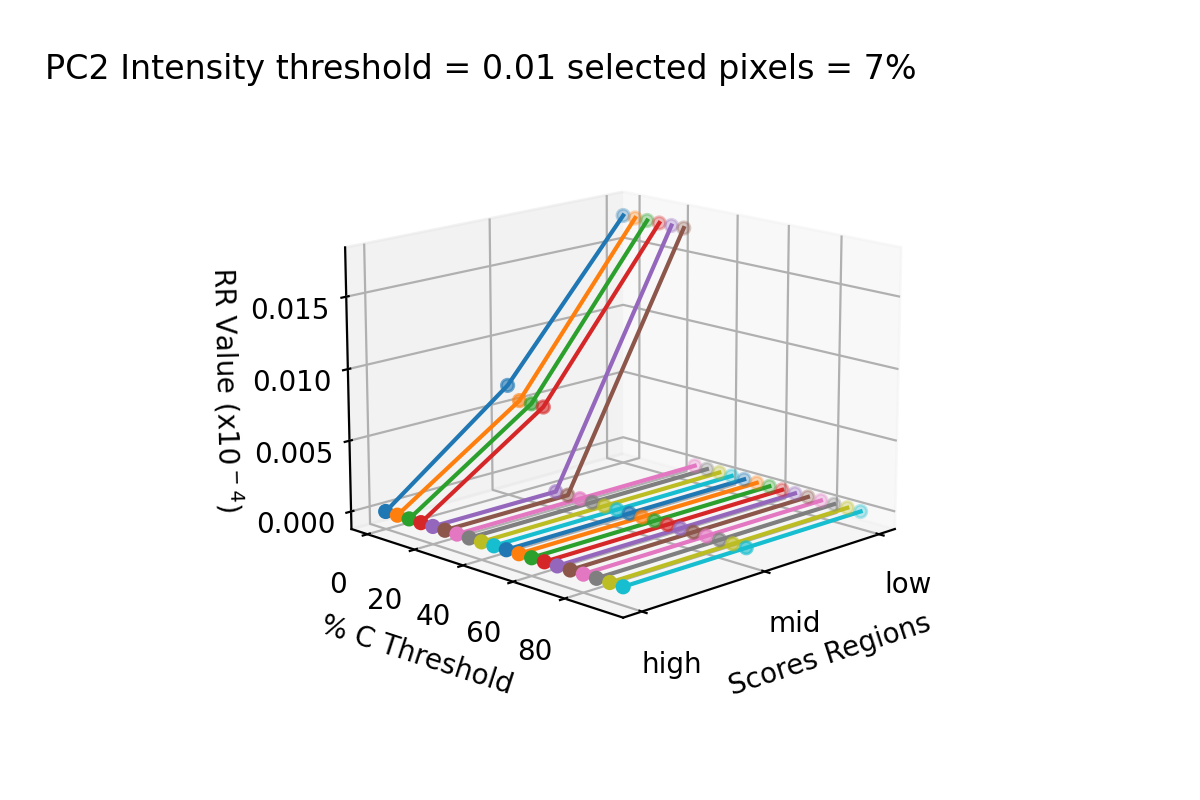 PC2 Intensity threshold = 0.01 selected pixels = 7%
RR Value (x10⁻⁴)
0.015
0.010
0.005
0.000
0
20
40
60
80
% C Threshold
low
mid
high
Scores Regions